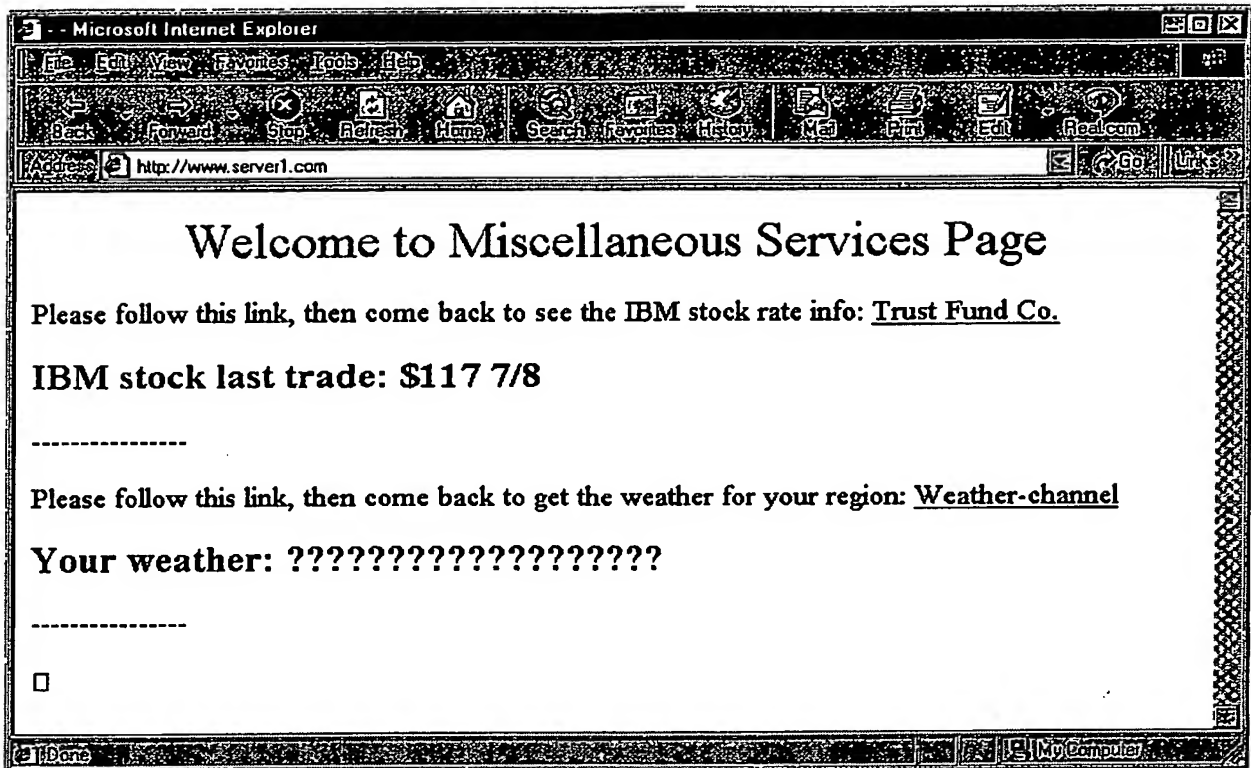 - - Microsoft Internet Explorer
File Edit View Favorites Tools Help
Back Forward Stop Refresh Home Search Favorites History Mail Print Edit Real.com
Address http://www.server1.com Go Links
Welcome to Miscellaneous Services Page
Please follow this link, then come back to see the IBM stock rate info: Trust Fund Co.
IBM stock last trade: $117 7/8
----------------
Please follow this link, then come back to get the weather for your region: Weather-channel
Your weather: ???????????????????
----------------
Done My Computer